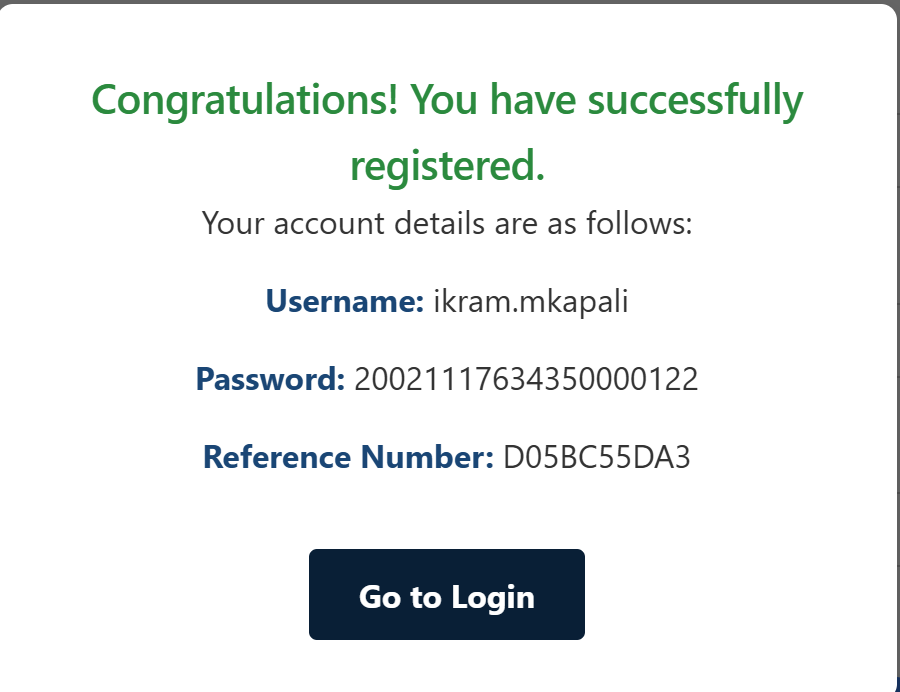 Congratulations! You have successfully
registered.
Your account details are as follows:
Username: ikram.mkapali
Password: 20021117634350000122
Reference Number: D05BC55DA3
Go to Login